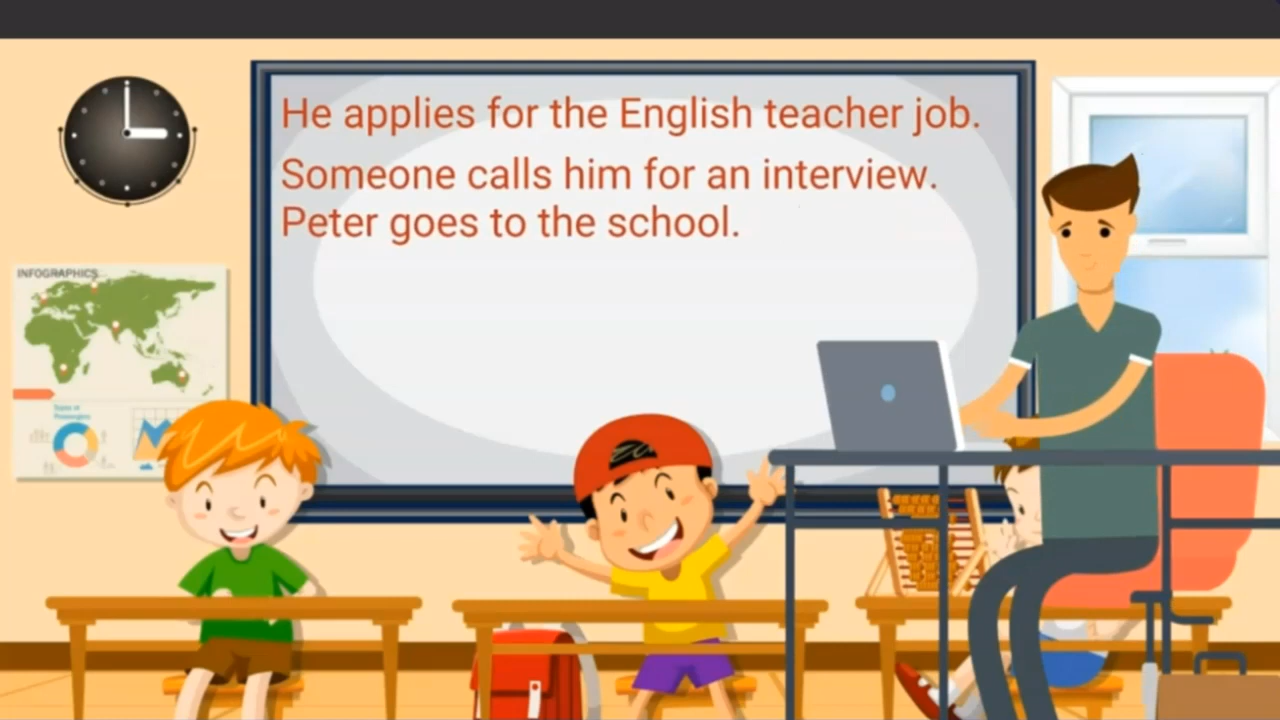 He applies for the English teacher job.
Someone calls him for an interview.
Peter goes to the school.
INFOGRAPHICS